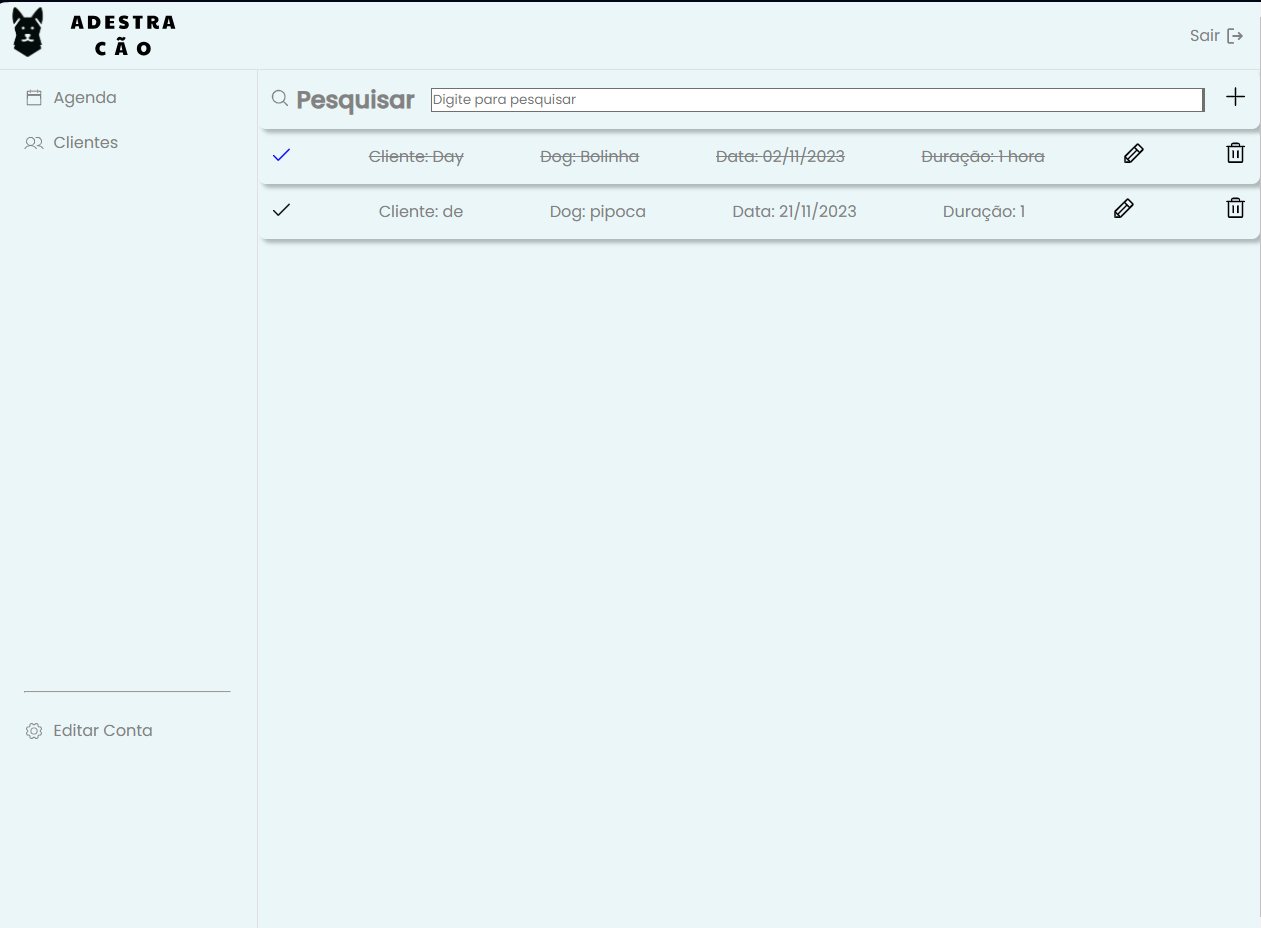 ADESTRA
CÃO
Sair
Agenda
Clientes
Pesquisar Digite para pesquisar
Cliente: Day Dog: Bolinha Data: 02/11/2023 Duração: 1 hora
Cliente: de Dog: pipoca Data: 21/11/2023 Duração: 1
Editar Conta